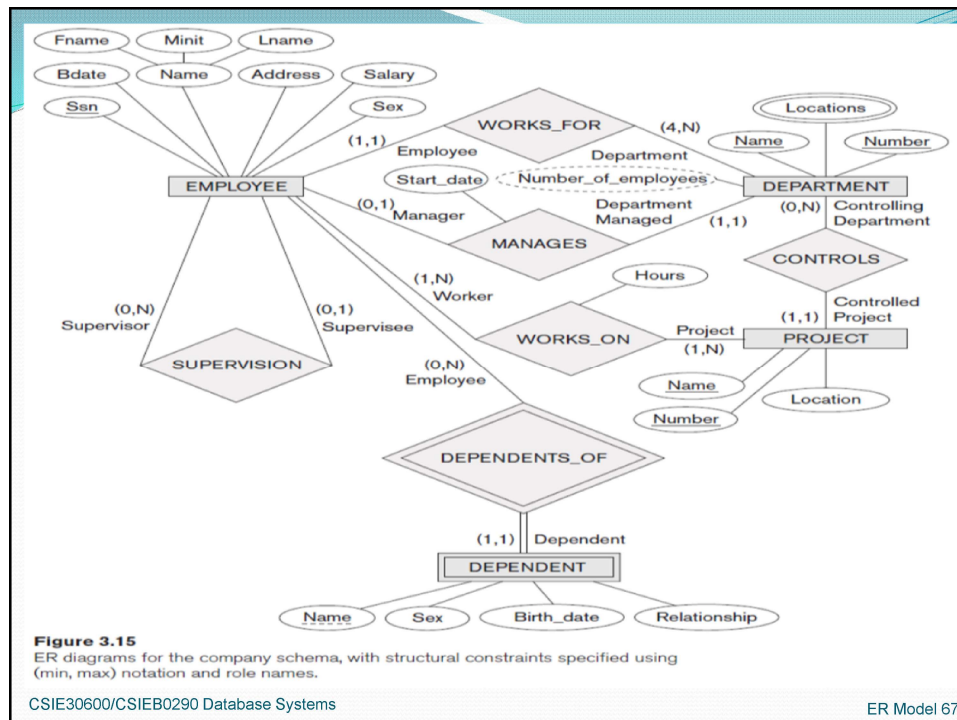 Fname Minit Lname
Bdate Name Address Salary
Ssn Sex
Locations
WORKS_FOR
(1,1) (4,N)
Employee Department
Name Number
Start_date Number_of_employees
EMPLOYEE DEPARTMENT
(0,1) Manager
Department Managed
(1,1)
(0,N) Controlling
Department
MANAGES
CONTROLS
Hours
(1,N)
Worker
(0,N)
Supervisor
(0,1)
Supervisee
Controlled
(1,1) Project
WORKS_ON
Project
(1,N)
PROJECT
SUPERVISION
(0,N)
Employee
Name
Location
Number
DEPENDENTS_OF
(1,1) Dependent
DEPENDENT
Name Sex Birth_date Relationship
Figure 3.15
ER diagrams for the company schema, with structural constraints specified using
(min, max) notation and role names.
CSIE30600/CSIEB0290 Database Systems
ER Model 67